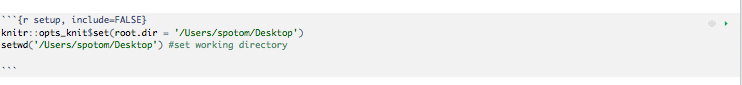 ```{r setup, include=FALSE}
knitr::opts_knit$set(root.dir = '/Users/spotom/Desktop')
setwd('/Users/spotom/Desktop') #set working directory
```